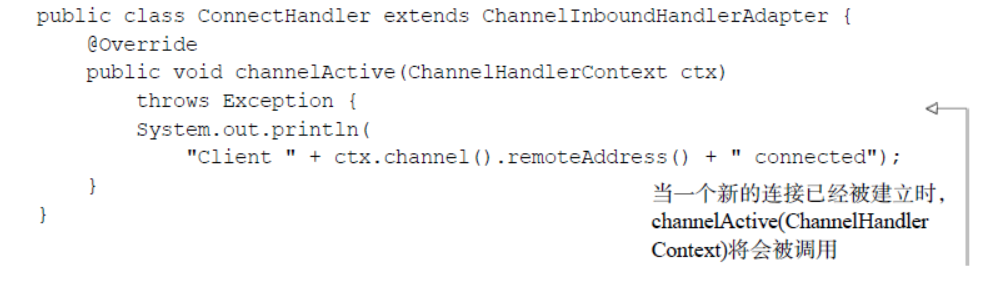 public class ConnectHandler extends ChannelInboundHandlerAdapter {
    @Override
    public void channelActive(ChannelHandlerContext ctx)
        throws Exception {
        System.out.println(
            "Client " + ctx.channel().remoteAddress() + " connected");
    }
}
当一个新的连接已经被建立时，
channelActive(ChannelHandler
Context)将会被调用